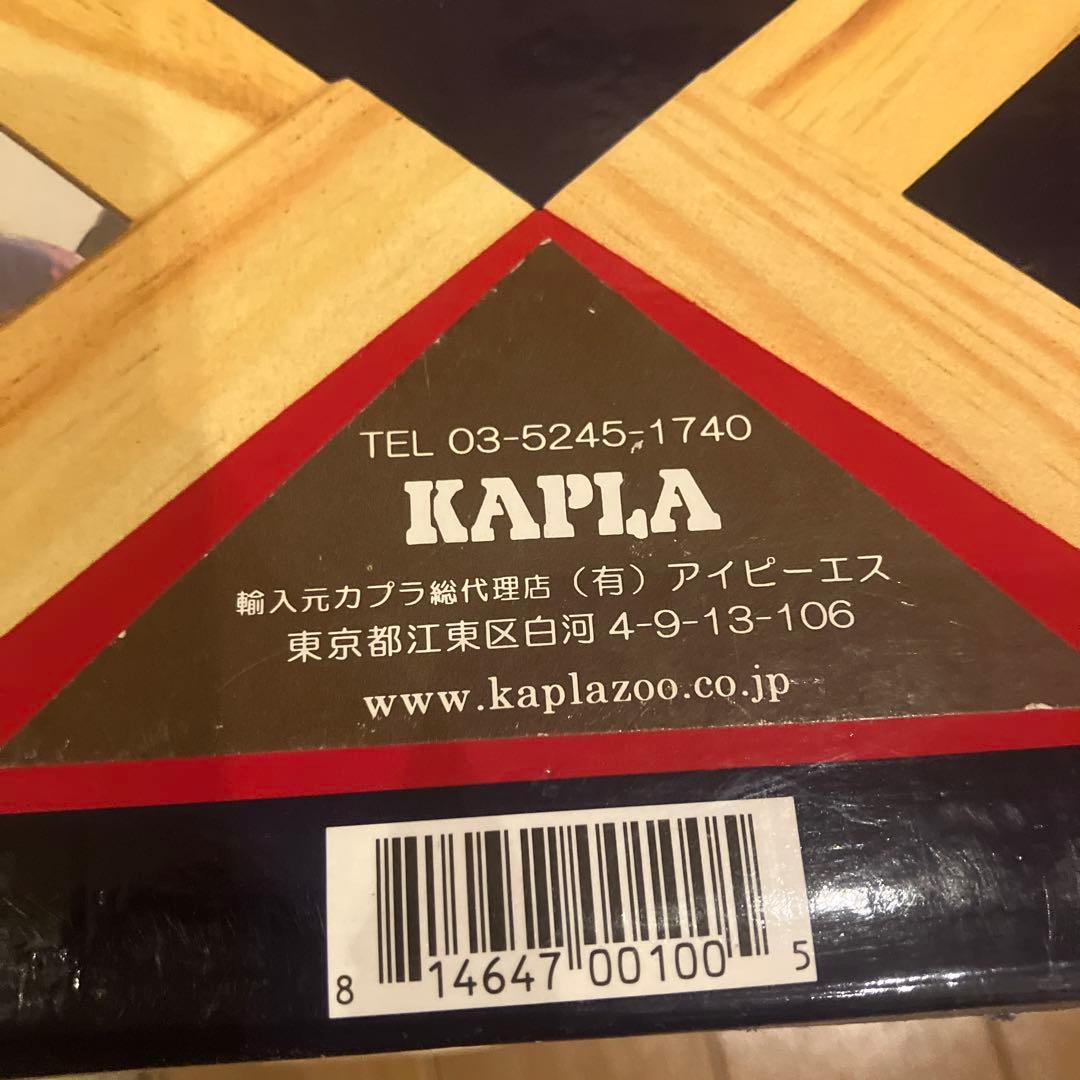 TEL 03-5245-1740
KAPLA
輸入元カプラ総代理店（有）アイピーエス
東京都江東区白河 4-9-13-106
www.kaplazoo.co.jp
8 14647 00100 5